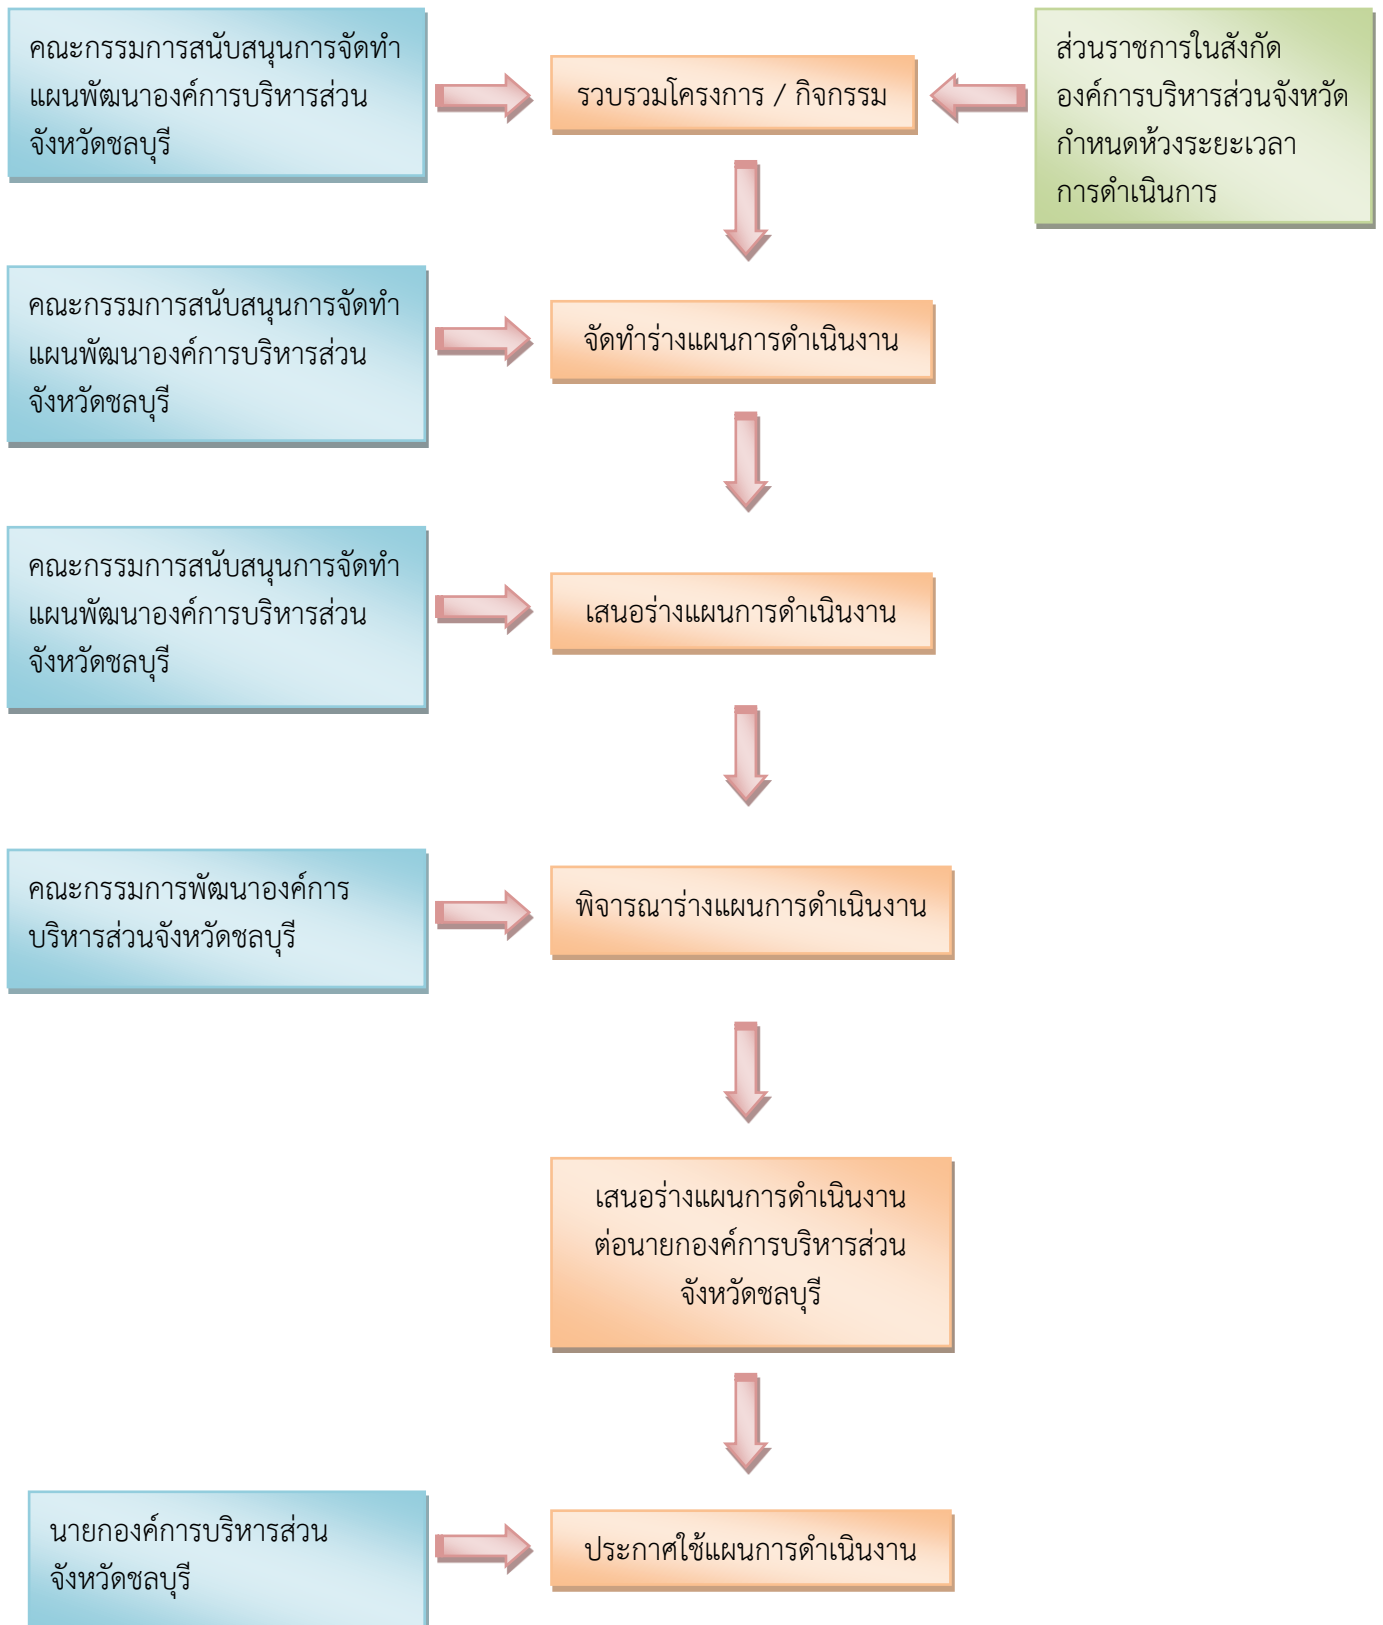 คณะกรรมการสนับสนุนการจัดทำ
แผนพัฒนาองค์การบริหารส่วน
จังหวัดชลบุรี
รวบรวมโครงการ / กิจกรรม
ส่วนราชการในสังกัด
องค์การบริหารส่วนจังหวัด
กำหนดห้วงระยะเวลา
การดำเนินการ
คณะกรรมการสนับสนุนการจัดทำ
แผนพัฒนาองค์การบริหารส่วน
จังหวัดชลบุรี
จัดทำร่างแผนการดำเนินงาน
คณะกรรมการสนับสนุนการจัดทำ
แผนพัฒนาองค์การบริหารส่วน
จังหวัดชลบุรี
เสนอร่างแผนการดำเนินงาน
คณะกรรมการพัฒนาองค์การ
บริหารส่วนจังหวัดชลบุรี
พิจารณาร่างแผนการดำเนินงาน
เสนอร่างแผนการดำเนินงาน
ต่อนายกองค์การบริหารส่วน
จังหวัดชลบุรี
นายกองค์การบริหารส่วน
จังหวัดชลบุรี
ประกาศใช้แผนการดำเนินงาน